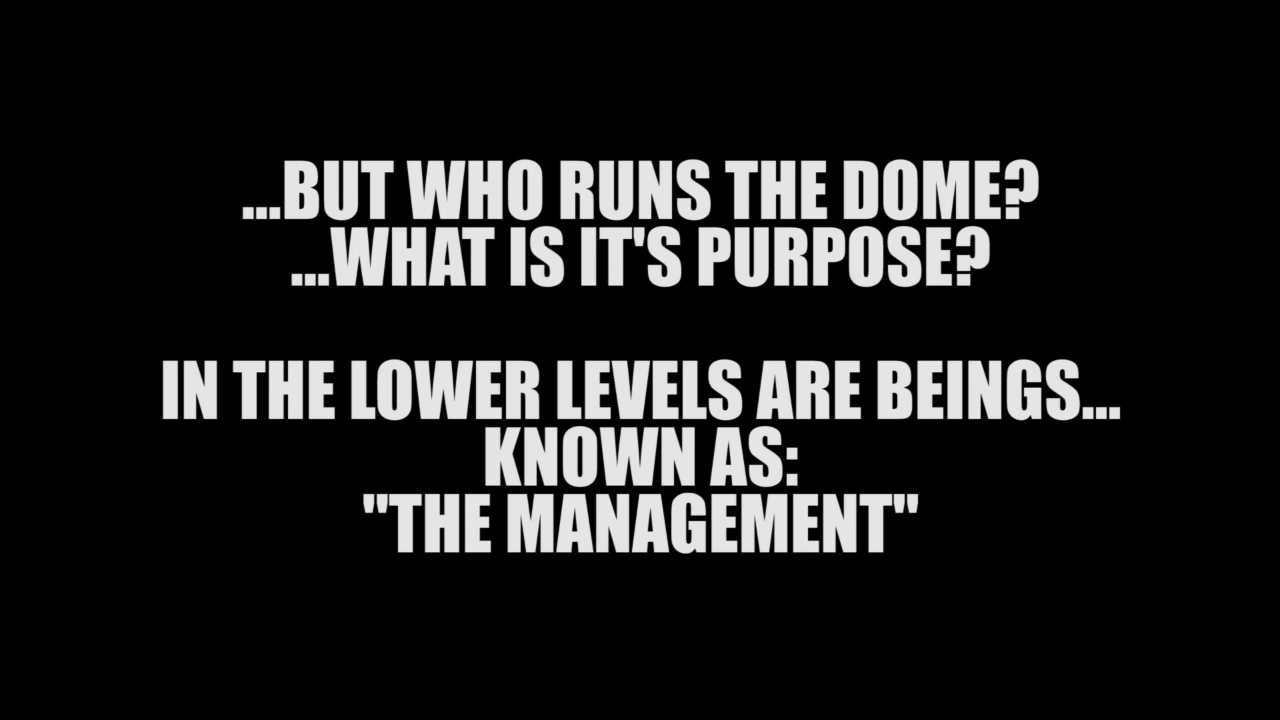 ...BUT WHO RUNS THE DOME?
...WHAT IS IT'S PURPOSE?
IN THE LOWER LEVELS ARE BEINGS...
KNOWN AS:
"THE MANAGEMENT"